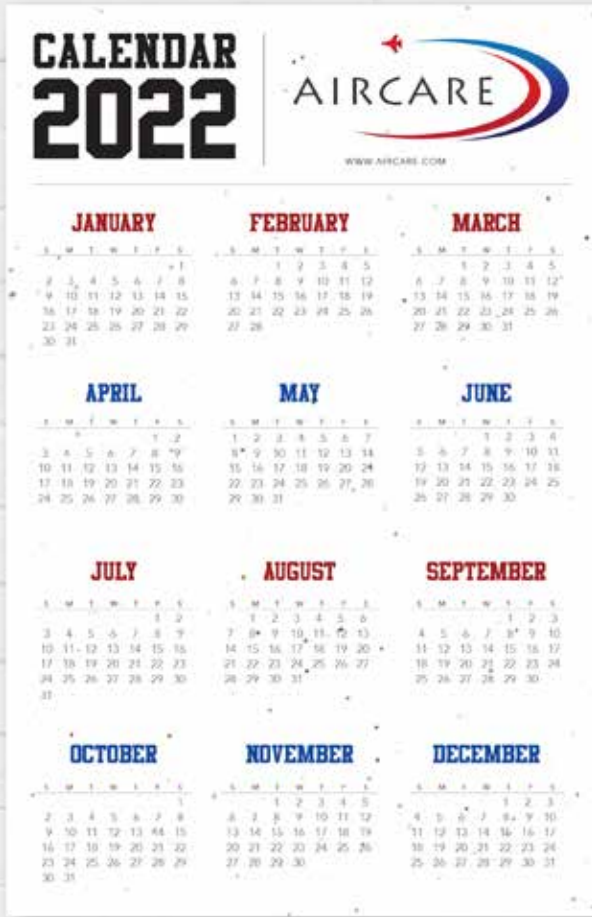 CALENDAR
2022
AIRCARE
WWW.AIRCARE.COM
JANUARY FEBRUARY MARCH
S M T W T F S S M T W T F S S M T W T F S
1 1 2 3 4 5 1 2 3 4 5
2 3 4 5 6 7 8 6 7 8 9 10 11 12 6 7 8 9 10 11 12
9 10 11 12 13 14 15 13 14 15 16 17 18 19 13 14 15 16 17 18 19
16 17 18 19 20 21 22 20 21 22 23 24 25 26 20 21 22 23 24 25 26
23 24 25 26 27 28 29 27 28 27 28 29 30 31
30 31
APRIL MAY JUNE
S M T W T F S S M T W T F S S M T W T F S
1 2 1 2 3 4 5 6 7 1 2 3 4
3 4 5 6 7 8 9 8 9 10 11 12 13 14 5 6 7 8 9 10 11
10 11 12 13 14 15 16 15 16 17 18 19 20 21 12 13 14 15 16 17 18
17 18 19 20 21 22 23 22 23 24 25 26 27 28 19 20 21 22 23 24 25
24 25 26 27 28 29 30 29 30 31 26 27 28 29 30
JULY AUGUST SEPTEMBER
S M T W T F S S M T W T F S S M T W T F S
1 2 1 2 3 4 5 6 1 2 3
3 4 5 6 7 8 9 7 8 9 10 11 12 13 4 5 6 7 8 9 10
10 11 12 13 14 15 16 14 15 16 17 18 19 20 11 12 13 14 15 16 17
17 18 19 20 21 22 23 21 22 23 24 25 26 27 18 19 20 21 22 23 24
24 25 26 27 28 29 30 28 29 30 31 25 26 27 28 29 30
31
OCTOBER NOVEMBER DECEMBER
S M T W T F S S M T W T F S S M T W T F S
1 1 2 3 4 5 1 2 3
2 3 4 5 6 7 8 6 7 8 9 10 11 12 4 5 6 7 8 9 10
9 10 11 12 13 14 15 13 14 15 16 17 18 19 11 12 13 14 15 16 17
16 17 18 19 20 21 22 20 21 22 23 24 25 26 18 19 20 21 22 23 24
23 24 25 26 27 28 29 27 28 29 30 25 26 27 28 29 30 31
30 31